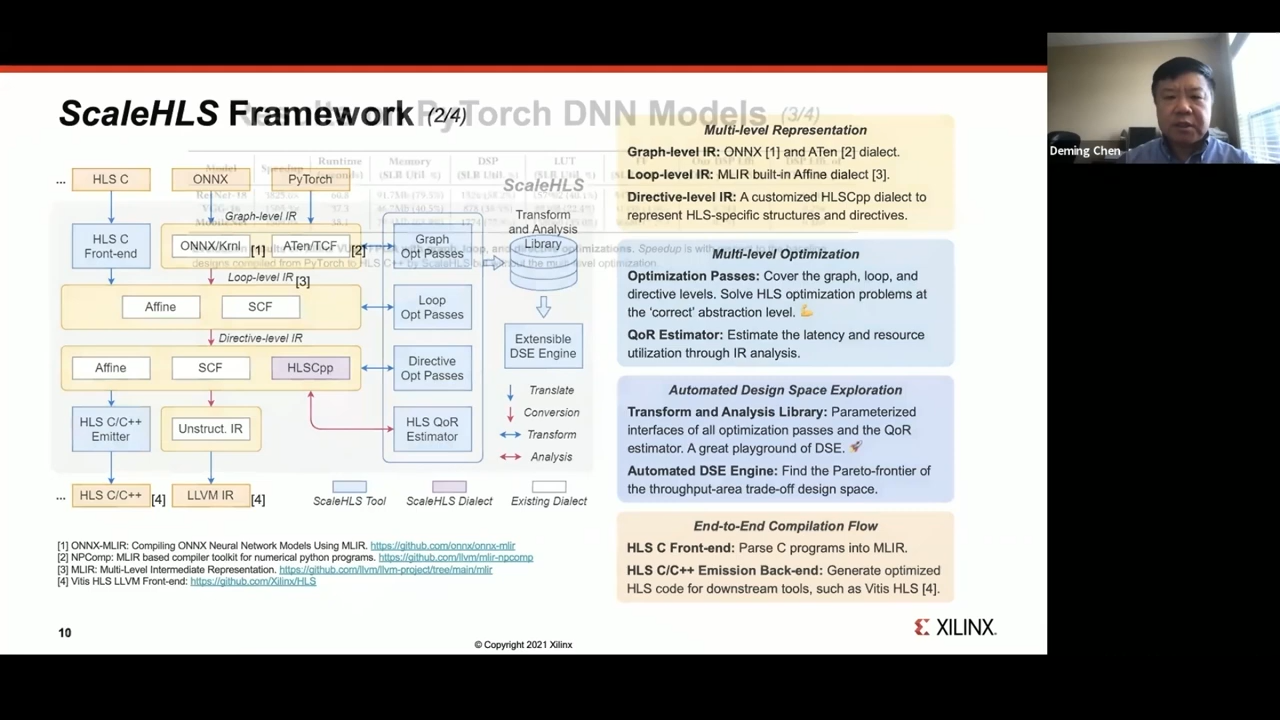 ScaleHLS Framework (2/4)
PyTorch DNN Models (3/4)
... HLS C ONNX PyTorch
Graph-level IR
HLS C
Front-end
ONNX/Krnl [1] ATen/TCF [2]
Loop-level IR [3]
Affine SCF
Directive-level IR
Affine SCF HLSCpp
HLS C/C++
Emitter
Unstruct. IR
... HLS C/C++ [4] LLVM IR [4]
Graph
Opt Passes
Loop
Opt Passes
Directive
Opt Passes
HLS QoR
Estimator
ScaleHLS
Transform
and Analysis
Library
Extensible
DSE Engine
Translate
Conversion
Transform
Analysis
ScaleHLS Tool ScaleHLS Dialect Existing Dialect
Runtime Memory DSP LUT
[1] ONNX-MLIR: Compiling ONNX Neural Network Models Using MLIR. https://github.com/onnx/onnx-mlir
[2] NPComp: MLIR based compiler toolkit for numerical python programs. https://github.com/llvm/mlir-npcomp
[3] MLIR: Multi-Level Intermediate Representation. https://github.com/llvm/llvm-project/tree/main/mlir
[4] Vitis HLS LLVM Front-end: https://github.com/Xilinx/HLS
Multi-level Representation
Graph-level IR: ONNX [1] and ATen [2] dialect.
Loop-level IR: MLIR built-in Affine dialect [3].
Directive-level IR: A customized HLSCpp dialect to
represent HLS-specific structures and directives.
Multi-level Optimization
Optimization Passes: Cover the graph, loop, and
directive levels. Solve HLS optimization problems at
the ‘correct’ abstraction level. 💪
QoR Estimator: Estimate the latency and resource
utilization through IR analysis.
Automated Design Space Exploration
Transform and Analysis Library: Parameterized
interfaces of all optimization passes and the QoR
estimator. A great playground of DSE. 🚀
Automated DSE Engine: Find the Pareto-frontier of
the throughput-area trade-off design space.
End-to-End Compilation Flow
HLS C Front-end: Parse C programs into MLIR.
HLS C/C++ Emission Back-end: Generate optimized
HLS code for downstream tools, such as Vitis HLS [4].
10
© Copyright 2021 Xilinx
XILINX.
Deming Chen